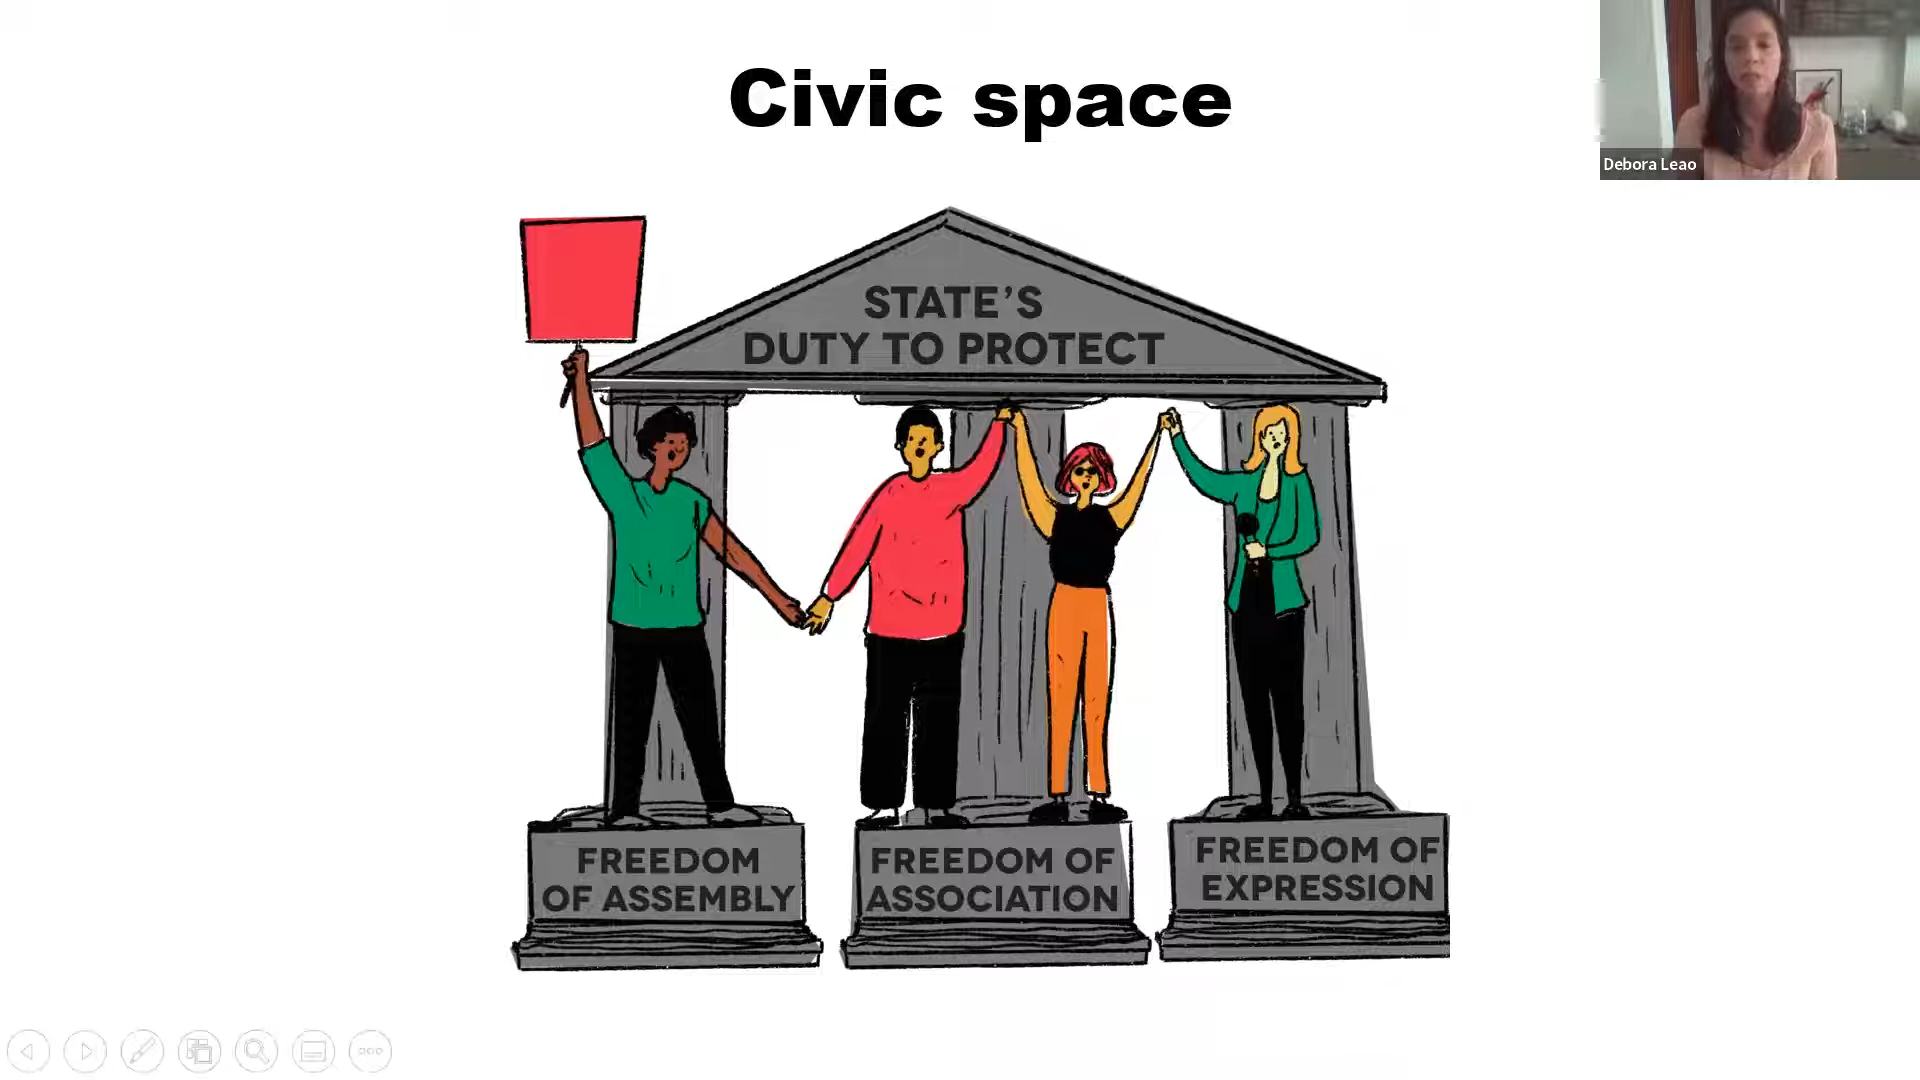 Civic space
Debora Leao
STATE'S
DUTY TO PROTECT
FREEDOM
OF ASSEMBLY
FREEDOM OF
ASSOCIATION
FREEDOM OF
EXPRESSION